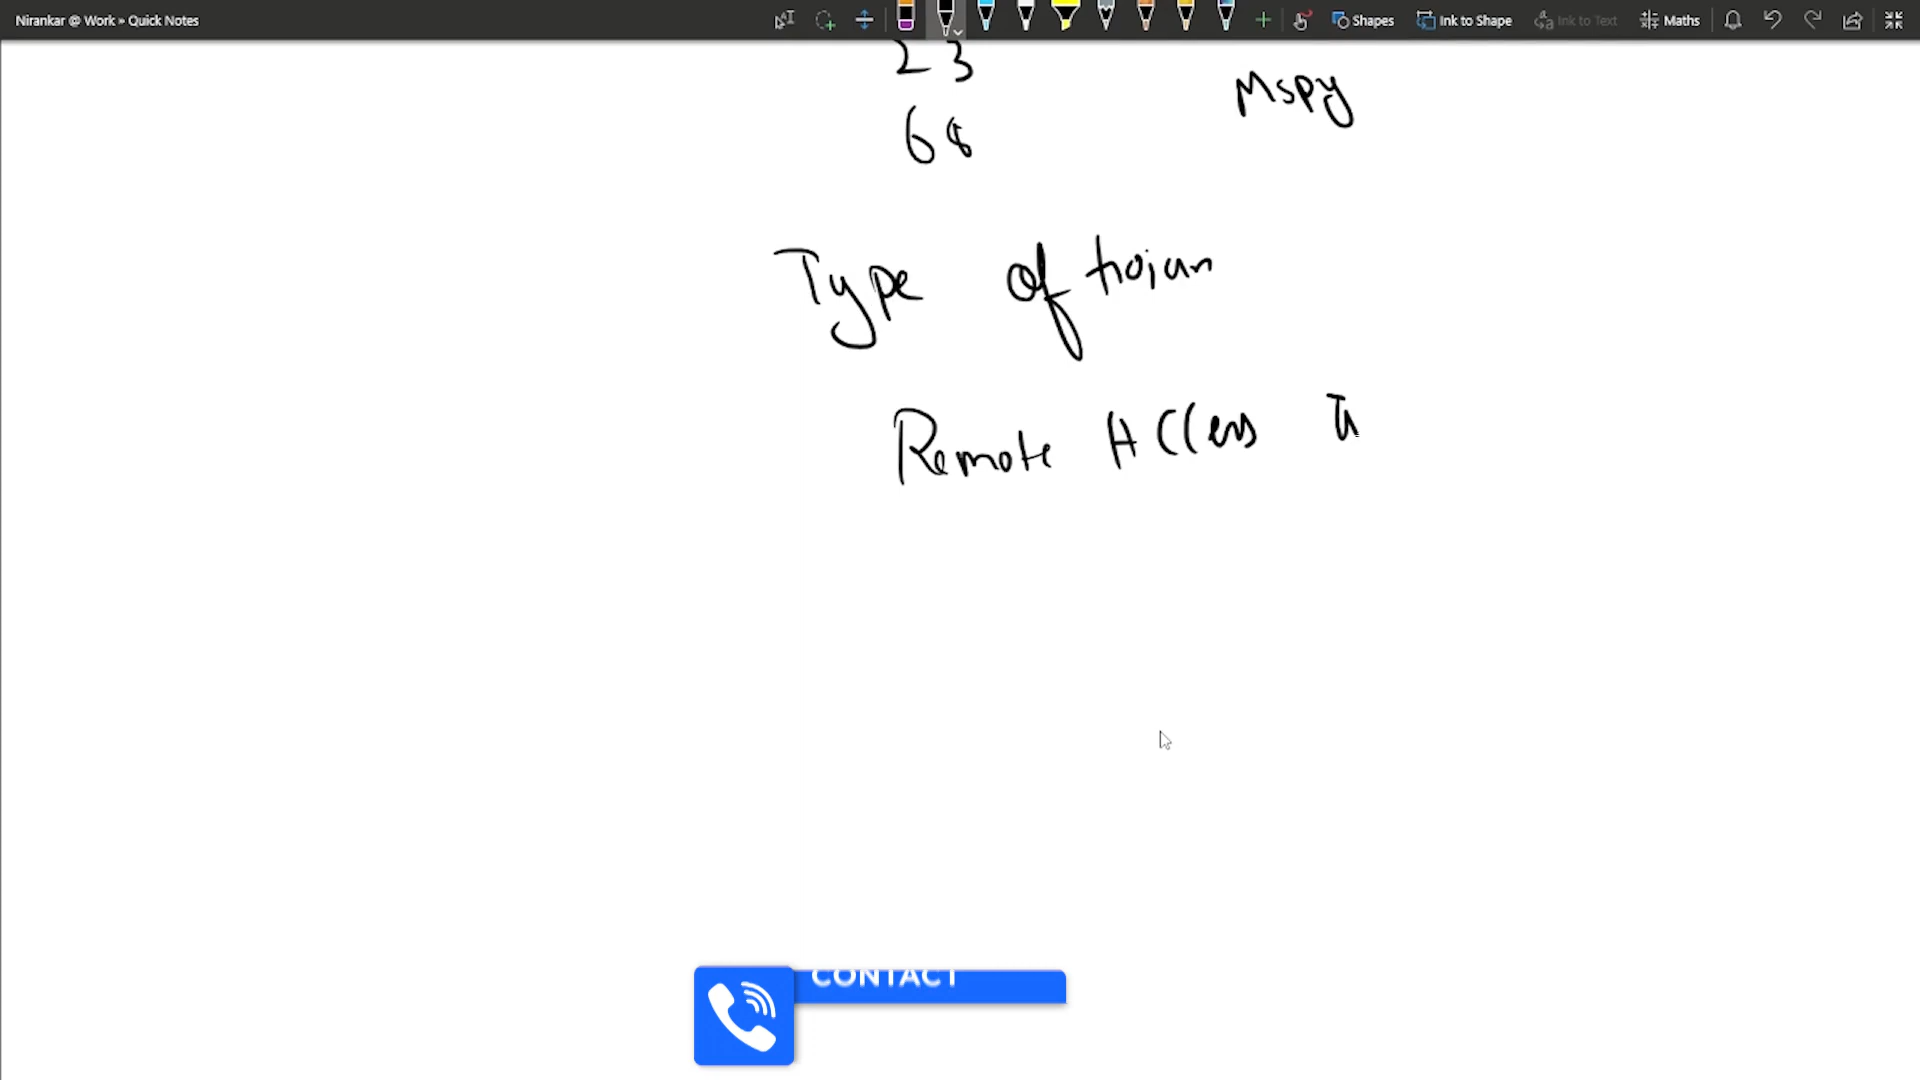 Nirankar @ Work » Quick Notes
Shapes
Ink to Shape
Ink to Text
Maths
23
Mspy
68
Type of trojan
Remote Access
CONTACT